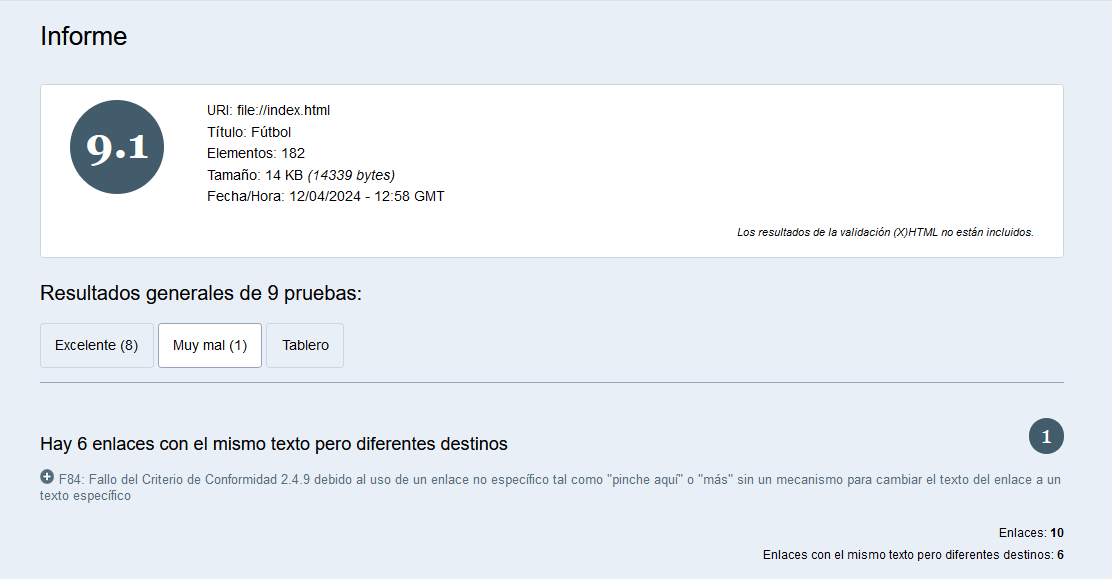 Informe
9.1
URI: file://index.html
Título: Fútbol
Elementos: 182
Tamaño: 14 KB (14339 bytes)
Fecha/Hora: 12/04/2024 - 12:58 GMT
Los resultados de la validación (X)HTML no están incluidos.
Resultados generales de 9 pruebas:
Excelente (8) Muy mal (1) Tablero
Hay 6 enlaces con el mismo texto pero diferentes destinos
1
F84: Fallo del Criterio de Conformidad 2.4.9 debido al uso de un enlace no específico tal como "pinche aquí" o "más" sin un mecanismo para cambiar el texto del enlace a un
texto específico
Enlaces: 10
Enlaces con el mismo texto pero diferentes destinos: 6